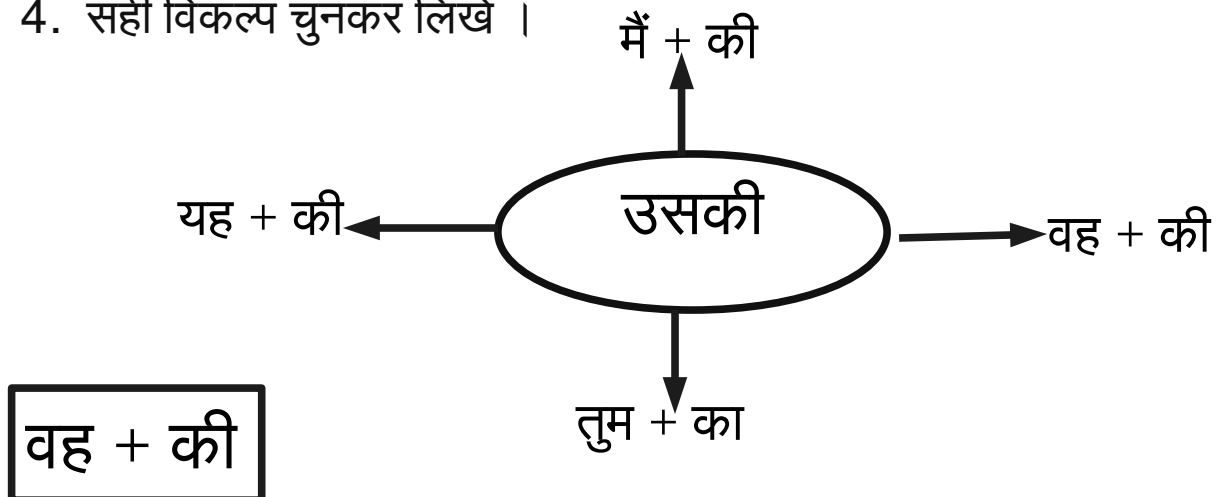 4. सही विकल्प चुनकर लिखें ।
मैं + की
उसकी
यह + की
वह + की
तुम + का
वह + की